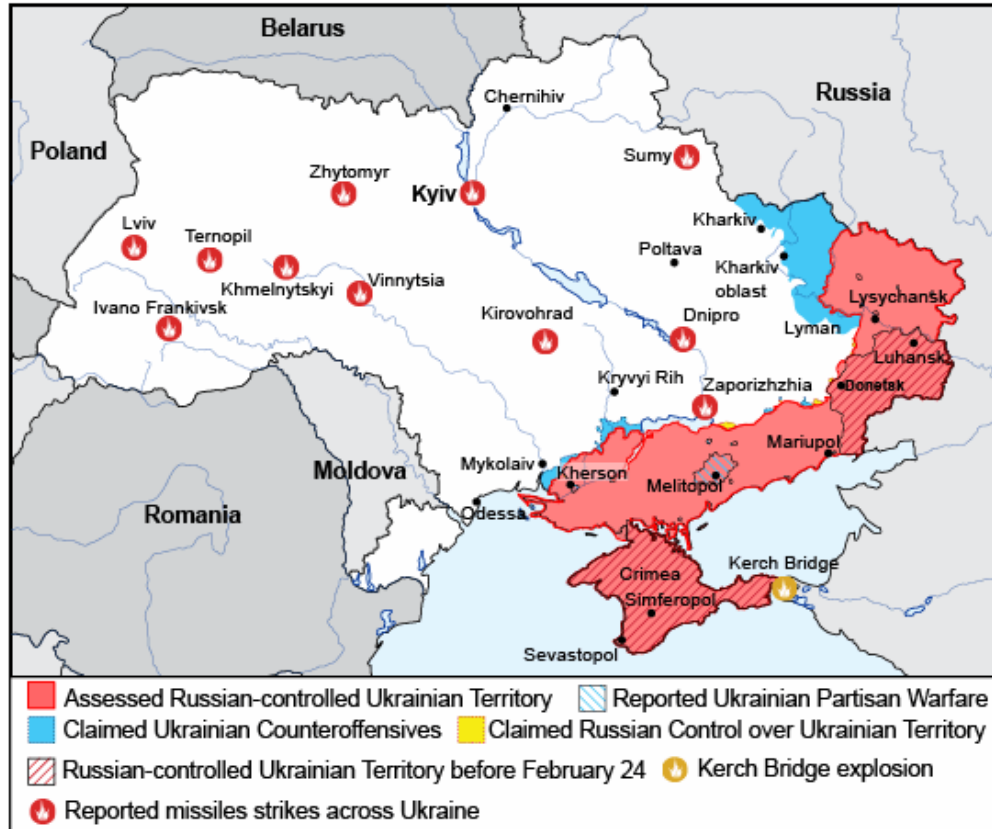 Belarus
Chernihiv
Russia
Poland
Sumy
Zhytomyr
Kyiv
Lviv
Ternopil
Kharkiv
Poltava
Kharkiv
oblast
Khmelnytskyi
Vinnytsia
Ivano Frankivsk
Kirovohrad
Dnipro
Lyman
Lysychansk
Luhansk
Kryvyi Rih
Zaporizhzhia
Donetsk
Mariupol
Moldova
Mykolaiv
Kherson
Melitopol
Romania
Odessa
Kerch Bridge
Crimea
Simferopol
Sevastopol
Assessed Russian-controlled Ukrainian Territory
Reported Ukrainian Partisan Warfare
Claimed Ukrainian Counteroffensives
Claimed Russian Control over Ukrainian Territory
Russian-controlled Ukrainian Territory before February 24
Kerch Bridge explosion
Reported missiles strikes across Ukraine